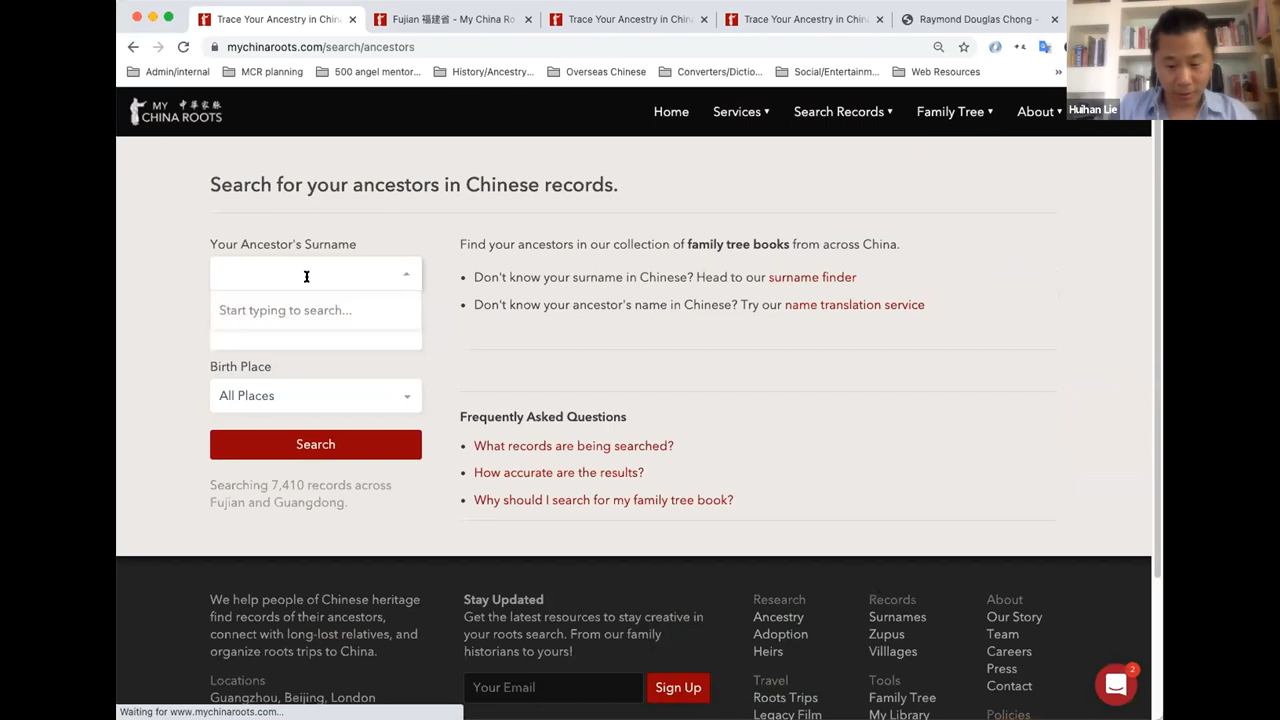 Trace Your Ancestry in Chin
Fujian 福建省 - My China Ro
Trace Your Ancestry in Chin
Trace Your Ancestry in Chin
Raymond Douglas Chong -
mychinaroots.com/search/ancestors
Admin/internal
MCR planning
500 angel mentor...
History/Ancestry...
Overseas Chinese
Converters/Dictio...
Social/Entertainm...
Web Resources
»
Huihan Lie
MY 中華家脉
CHINA ROOTS
Home
Services
Search Records
Family Tree
About
Search for your ancestors in Chinese records.
Your Ancestor's Surname
Start typing to search...
Birth Place
All Places
Search
Searching 7,410 records across
Fujian and Guangdong.
Find your ancestors in our collection of family tree books from across China.
• Don't know your surname in Chinese? Head to our surname finder
• Don't know your ancestor's name in Chinese? Try our name translation service
Frequently Asked Questions
• What records are being searched?
• How accurate are the results?
• Why should I search for my family tree book?
We help people of Chinese heritage
find records of their ancestors,
connect with long-lost relatives, and
organize roots trips to China.
Locations
Guangzhou, Beijing, London
Stay Updated
Get the latest resources to stay creative in
your roots search. From our family
historians to yours!
Your Email
Sign Up
Research
Ancestry
Adoption
Heirs
Travel
Roots Trips
Legacy Film
Records
Surnames
Zupus
Villlages
Tools
Family Tree
My Library
About
Our Story
Team
Careers
Press
Contact
Policies
2
Waiting for www.mychinaroots.com...